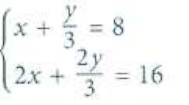 x + y/3 = 8
2x + 2y/3 = 16